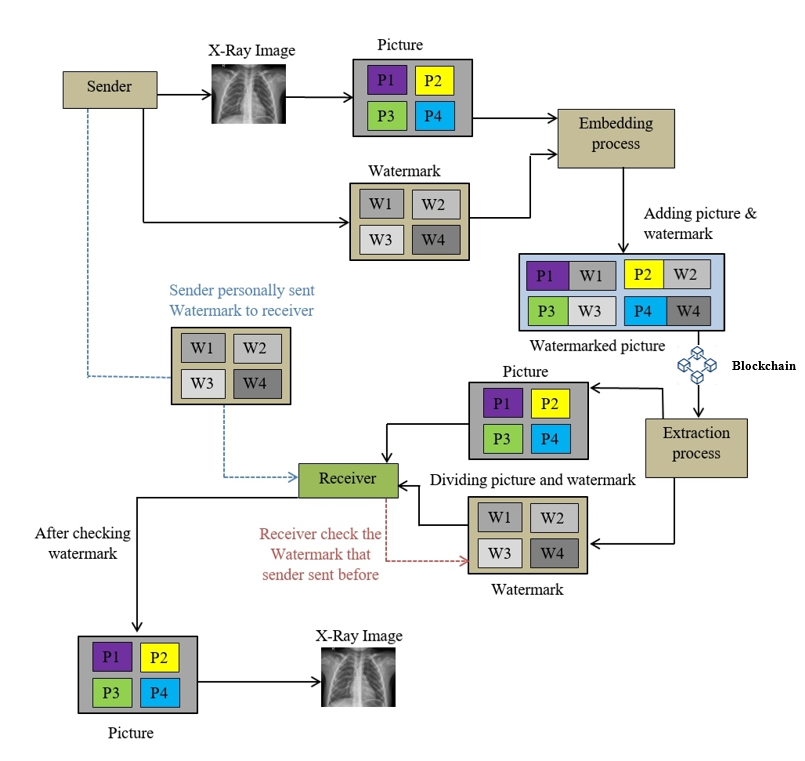 Picture
X-Ray Image
Sender
P1 P2
P3 P4
Embedding
process
Watermark
W1 W2
W3 W4
Adding picture &
watermark
P1 W1 P2 W2
P3 W3 P4 W4
Watermarked picture
Blockchain
Sender personally sent
Watermark to receiver
W1 W2
W3 W4
Picture
P1 P2
P3 P4
Extraction
process
Receiver
Dividing picture and watermark
W1 W2
W3 W4
Watermark
Receiver check the
Watermark that
sender sent before
After checking
watermark
P1 P2
P3 P4
Picture
X-Ray Image